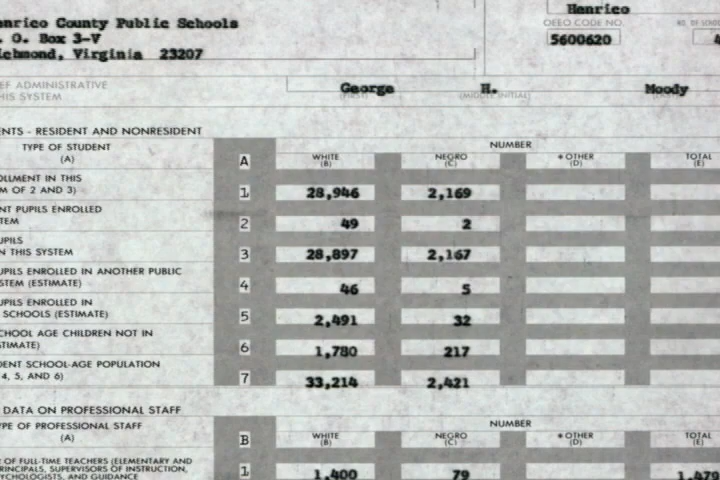 Henrico
enrico County Public Schools
OE/EO CODE NO.
. O. Box 3-V
5600620
ichmond, Virginia 23207
EF ADMINISTRATIVE
George H. Moody
HIS SYSTEM
(FIRST) (MIDDLE INITIAL)
ENTS - RESIDENT AND NONRESIDENT
TYPE OF STUDENT
(A)
NUMBER
A WHITE (B) NEGRO (C) *OTHER (D) TOTAL (E)
OLLMENT IN THIS
M OF 2 AND 3) 1 28,946 2,169
NT PUPILS ENROLLED
TEM 2 49 2
UPILS
N THIS SYSTEM 3 28,897 2,167
UPILS ENROLLED IN ANOTHER PUBLIC
STEM (ESTIMATE) 4 46 5
UPILS ENROLLED IN
SCHOOLS (ESTIMATE) 5 2,491 32
CHOOL AGE CHILDREN NOT IN
STIMATE) 6 1,780 217
DENT SCHOOL-AGE POPULATION
4, 5, AND 6) 7 33,214 2,421
DATA ON PROFESSIONAL STAFF
YPE OF PROFESSIONAL STAFF
(A)
NUMBER
B WHITE (B) NEGRO (C) *OTHER (D) TOTAL (E)
R OF FULL-TIME TEACHERS (ELEMENTARY AND
RINCIPALS, SUPERVISORS OF INSTRUCTION,
YCHOLOGISTS, AND GUIDANCE
1 1,400 79 1,479